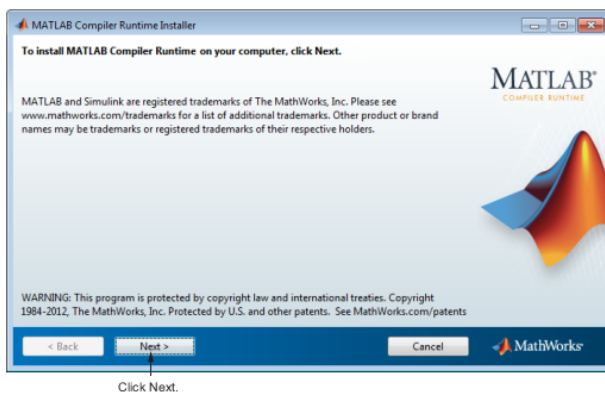 MATLAB Compiler Runtime Installer
To install MATLAB Compiler Runtime on your computer, click Next.
MATLAB®
COMPILER RUNTIME
MATLAB and Simulink are registered trademarks of The MathWorks, Inc. Please see
www.mathworks.com/trademarks for a list of additional trademarks. Other product or brand
names may be trademarks or registered trademarks of their respective holders.
WARNING: This program is protected by copyright law and international treaties. Copyright
1984-2012, The MathWorks, Inc. Protected by U.S. and other patents. See MathWorks.com/patents
< Back
Next >
Cancel
MathWorks®
Click Next.